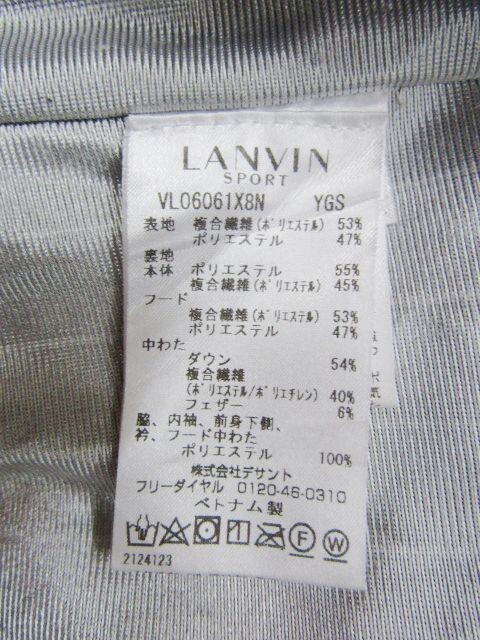 LANVIN
SPORT
VL06061X8N YGS
表地 複合繊維(ポリエステル) 53%
ポリエステル 47%
裏地
本体 ポリエステル 55%
複合繊維(ポリエステル) 45%
フード
複合繊維(ポリエステル) 53%
ポリエステル 47%
中わた
ダウン 54%
複合繊維
(ポリエステル/ポリエチレン) 40%
フェザー 6%
脇、内袖、前身下側、
衿、フード中わた
ポリエステル 100%
株式会社デサント
フリーダイヤル 0120-46-0310
ベトナム製
F W
2124123